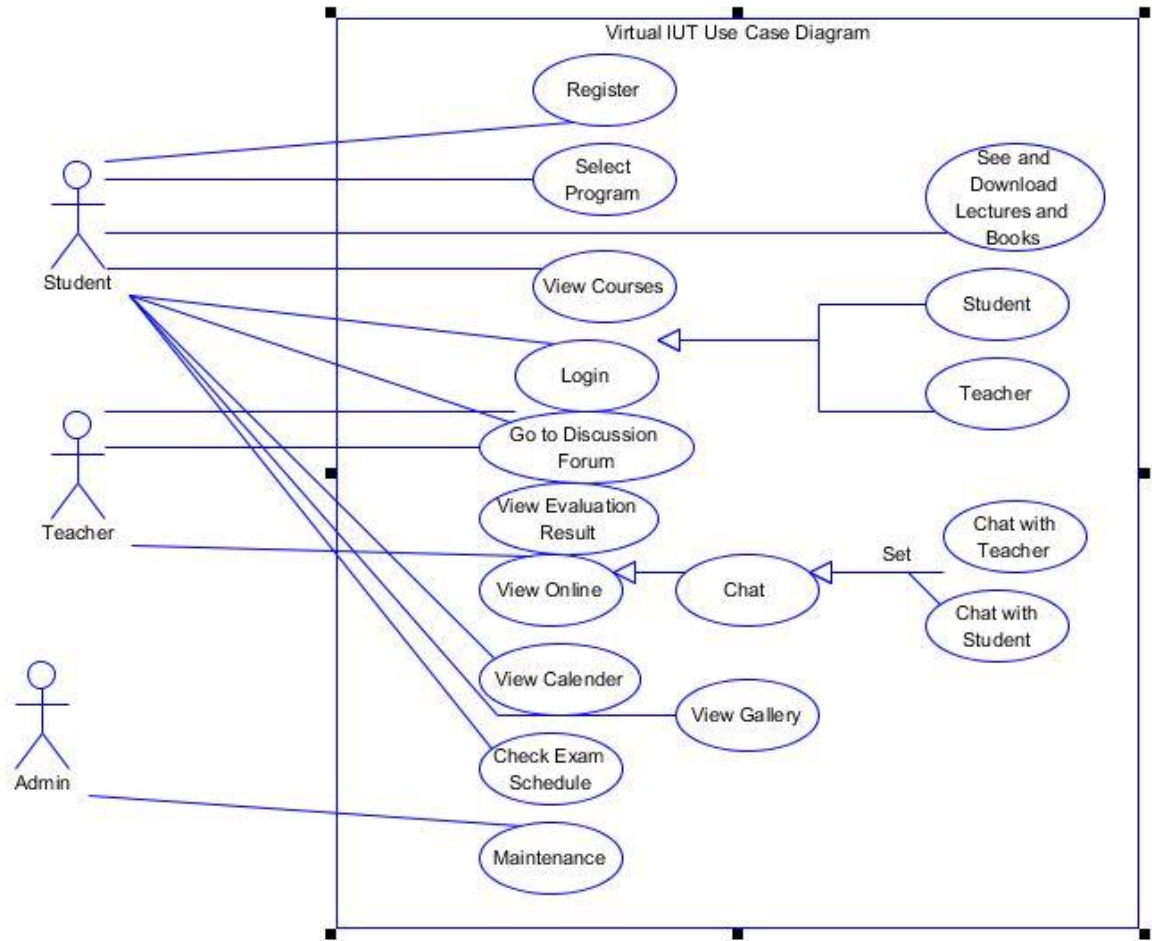 Virtual IUT Use Case Diagram
Register
Select
Program
See and
Download
Lectures and
Books
Student
View Courses
Student
Login
Teacher
Go to Discussion
Forum
Teacher
View Evaluation
Result
Chat with
Teacher
Set
View Online
Chat
Chat with
Student
View Calender
View Gallery
Admin
Check Exam
Schedule
Maintenance